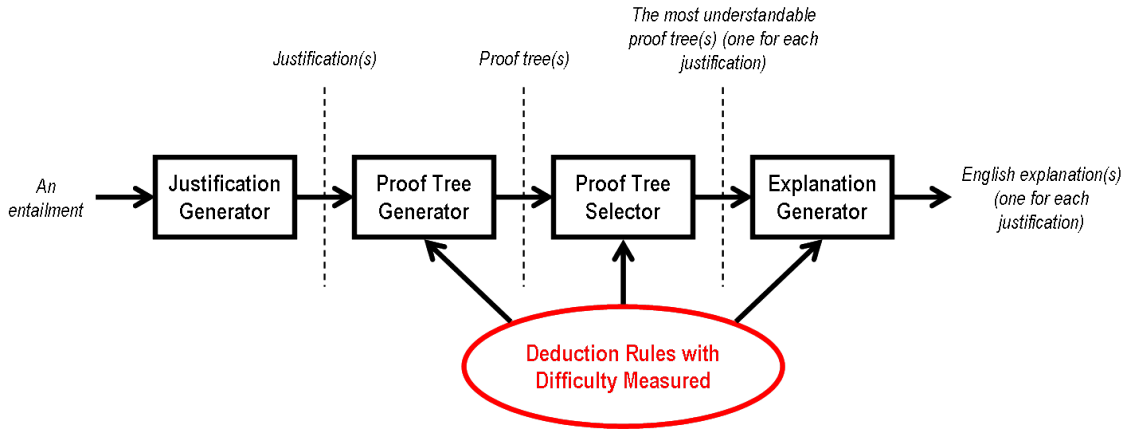 The most understandable
proof tree(s) (one for each
justification)
Justification(s)
Proof tree(s)
An
entailment
Justification
Generator
Proof Tree
Generator
Proof Tree
Selector
Explanation
Generator
English explanation(s)
(one for each
justification)
Deduction Rules with
Difficulty Measured